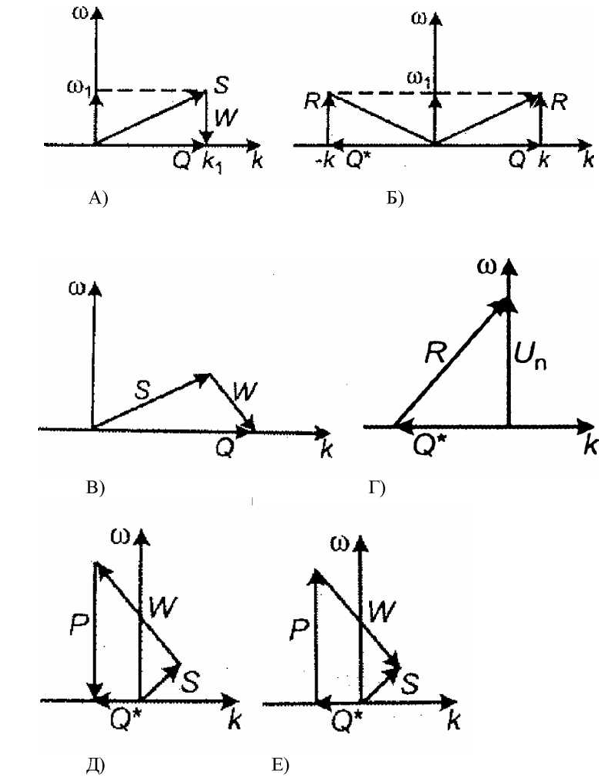 ω ω
ω₁ S R ω₁ R
W
Q k₁ k -k Q* Q k k
А) Б)
ω ω
S W R Uп
Q k Q* k
В) Г)
ω ω
P W S P W S
Q* k Q* k
Д) Е)